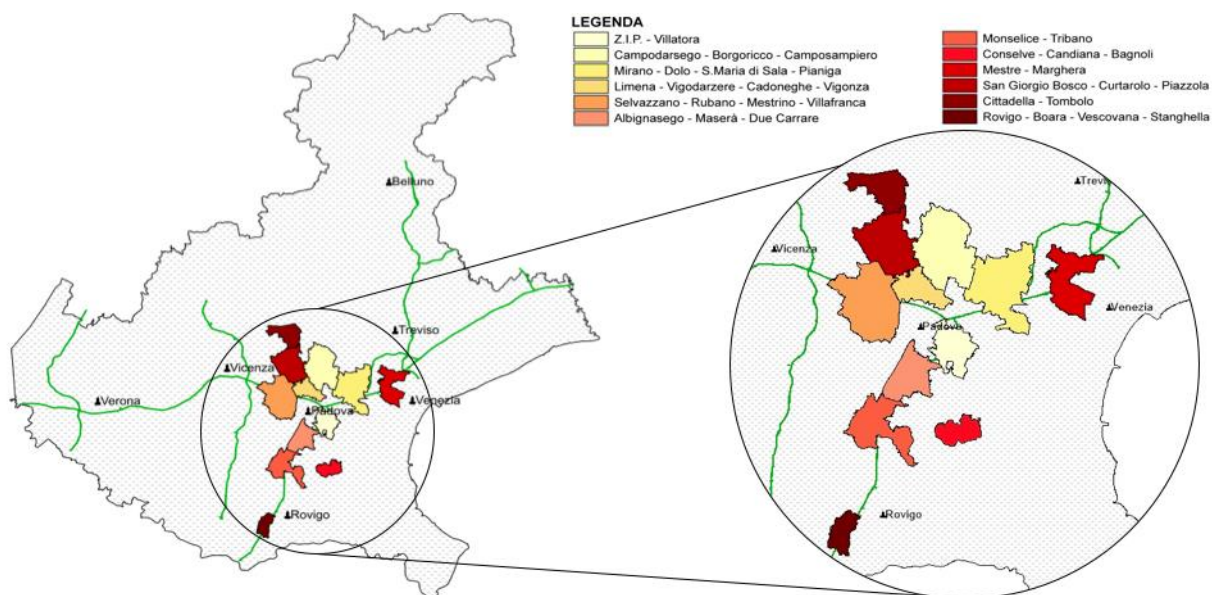 LEGENDA
Z.I.P. - Villatora
Campodarsego - Borgoricco - Camposampiero
Mirano - Dolo - S.Maria di Sala - Pianiga
Limena - Vigodarzere - Cadoneghe - Vigonza
Selvazzano - Rubano - Mestrino - Villafranca
Albignasego - Maserà - Due Carrare
Monselice - Tribano
Conselve - Candiana - Bagnoli
Mestre - Marghera
San Giorgio Bosco - Curtarolo - Piazzola
Cittadella - Tombolo
Rovigo - Boara - Vescovana - Stanghella
Belluno
Treviso
Vicenza
Verona
Padova
Venezia
Rovigo
Trevis
Vicenza
Venezia
Padova
Rovigo